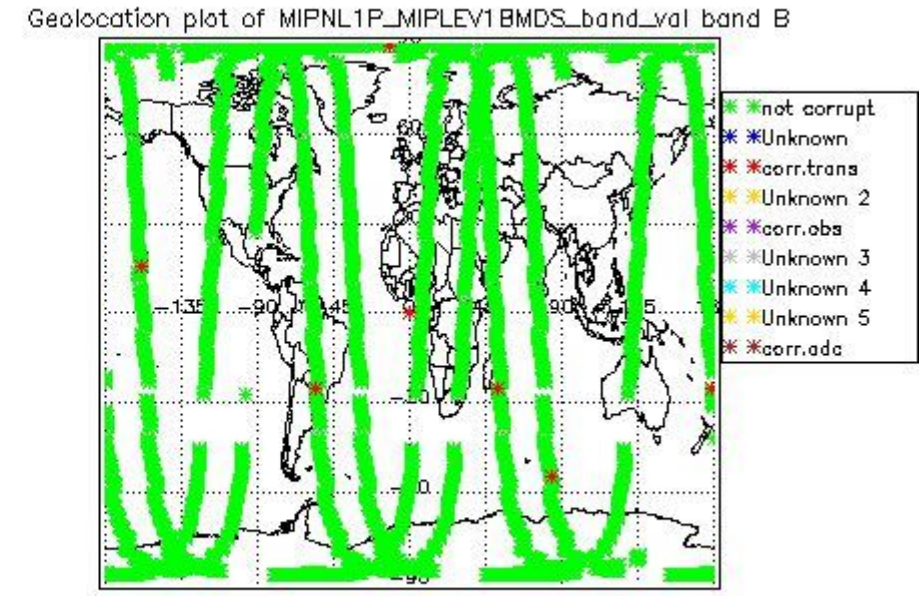 Geolocation plot of MIPNL1P_MIPLEV1BMDS_band_val band B
not corrupt
Unknown
corr.trans
Unknown 2
corr.obs
Unknown 3
Unknown 4
Unknown 5
corr.adc
60
-135 -90 -45 90
-90